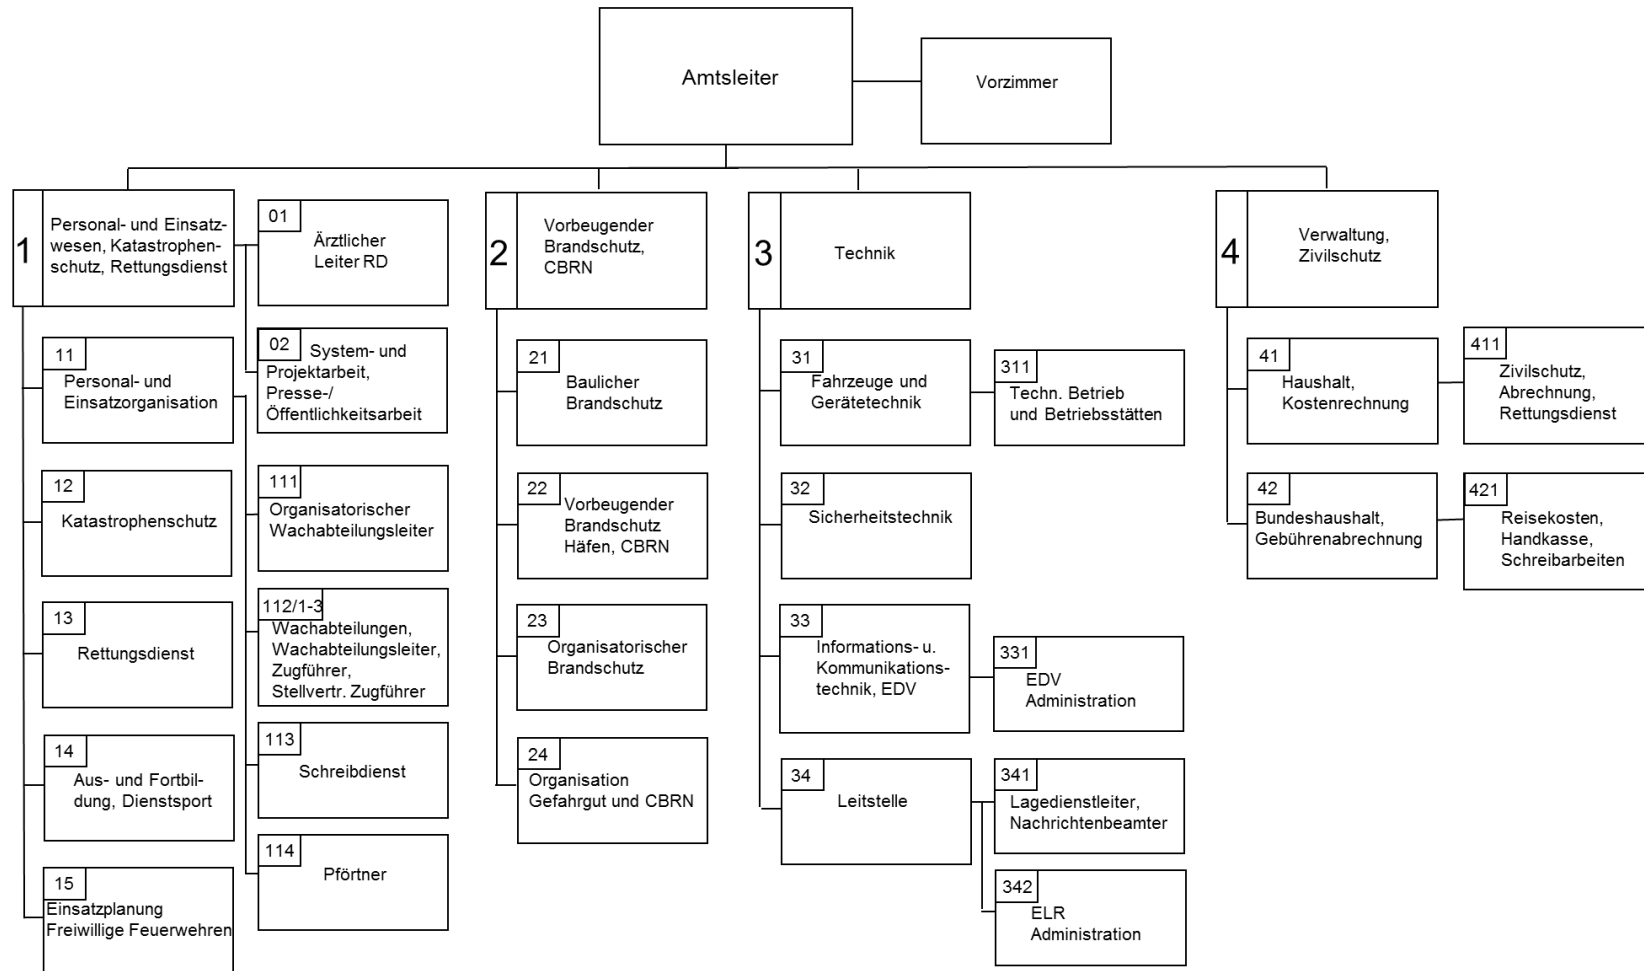 Amtsleiter
Vorzimmer
1
Personal- und Einsatz-
wesen, Katastrophen-
schutz, Rettungsdienst
01
Ärztlicher
Leiter RD
02
System- und
Projektarbeit,
Presse-/
Öffentlichkeitsarbeit
11
Personal- und
Einsatzorganisation
111
Organisatorischer
Wachabteilungsleiter
112/1-3
Wachabteilungen,
Wachabteilungsleiter,
Zugführer,
Stellvertr. Zugführer
113
Schreibdienst
114
Pförtner
12
Katastrophenschutz
13
Rettungsdienst
14
Aus- und Fortbil-
dung, Dienstsport
15
Einsatzplanung
Freiwillige Feuerwehren
2
Vorbeugender
Brandschutz,
CBRN
21
Baulicher
Brandschutz
22
Vorbeugender
Brandschutz
Häfen, CBRN
23
Organisatorischer
Brandschutz
24
Organisation
Gefahrgut und CBRN
3
Technik
31
Fahrzeuge und
Gerätetechnik
311
Techn. Betrieb
und Betriebsstätten
32
Sicherheitstechnik
33
Informations- u.
Kommunikations-
technik, EDV
331
EDV
Administration
34
Leitstelle
341
Lagedienstleiter,
Nachrichtenbeamter
342
ELR
Administration
4
Verwaltung,
Zivilschutz
41
Haushalt,
Kostenrechnung
411
Zivilschutz,
Abrechnung,
Rettungsdienst
42
Bundeshaushalt,
Gebührenabrechnung
421
Reisekosten,
Handkasse,
Schreibarbeiten